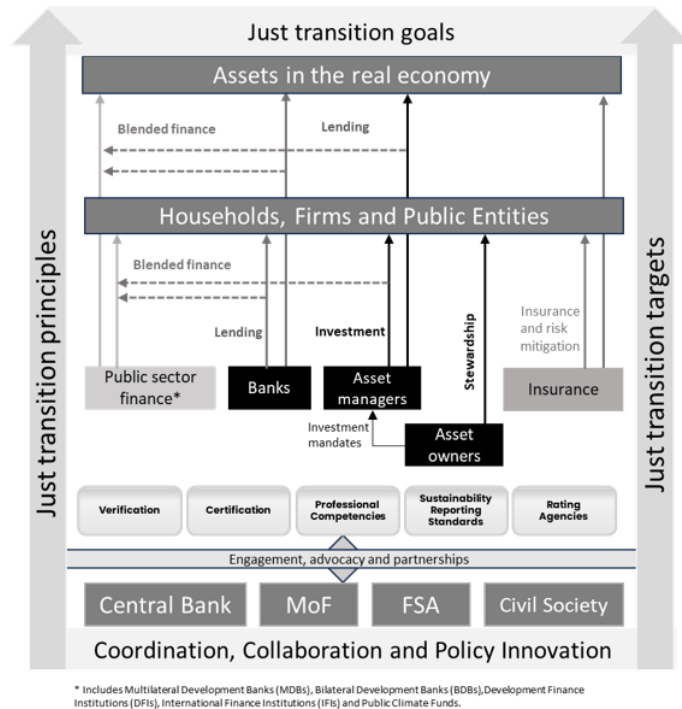 Just transition goals
Assets in the real economy
Blended finance
Lending
Households, Firms and Public Entities
Blended finance
Lending
Investment
Stewardship
Insurance
and risk
mitigation
Public sector
finance*
Banks
Asset
managers
Insurance
Investment
mandates
Asset
owners
Just transition principles
Just transition targets
Verification
Certification
Professional
Competencies
Sustainability
Reporting
Standards
Rating
Agencies
Engagement, advocacy and partnerships
Central Bank
MoF
FSA
Civil Society
Coordination, Collaboration and Policy Innovation
* Includes Multilateral Development Banks (MDBs), Bilateral Development Banks (BDBs),Development Finance
Institutions (DFIs), International Finance Institutions (IFIs) and Public Climate Funds.